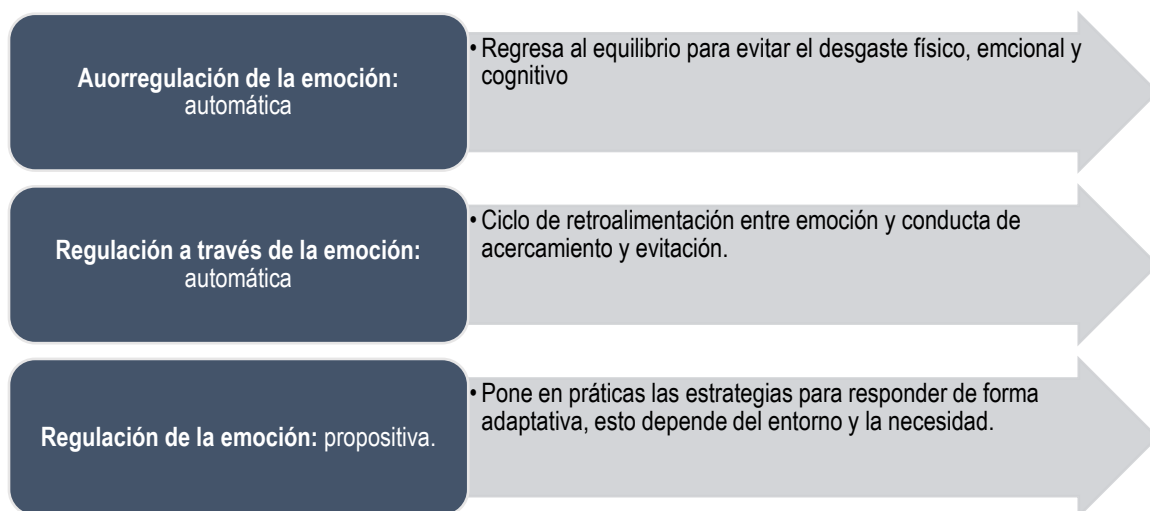 Auorregulación de la emoción:
automática
• Regresa al equilibrio para evitar el desgaste físico, emcional y
cognitivo
Regulación a través de la emoción:
automática
• Ciclo de retroalimentación entre emoción y conducta de
acercamiento y evitación.
Regulación de la emoción: propositiva.
• Pone en práticas las estrategias para responder de forma
adaptativa, esto depende del entorno y la necesidad.